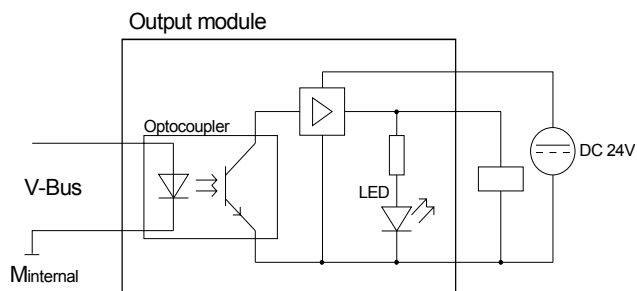 Output module
Optocoupler
V-Bus
Minternal
LED
DC 24V